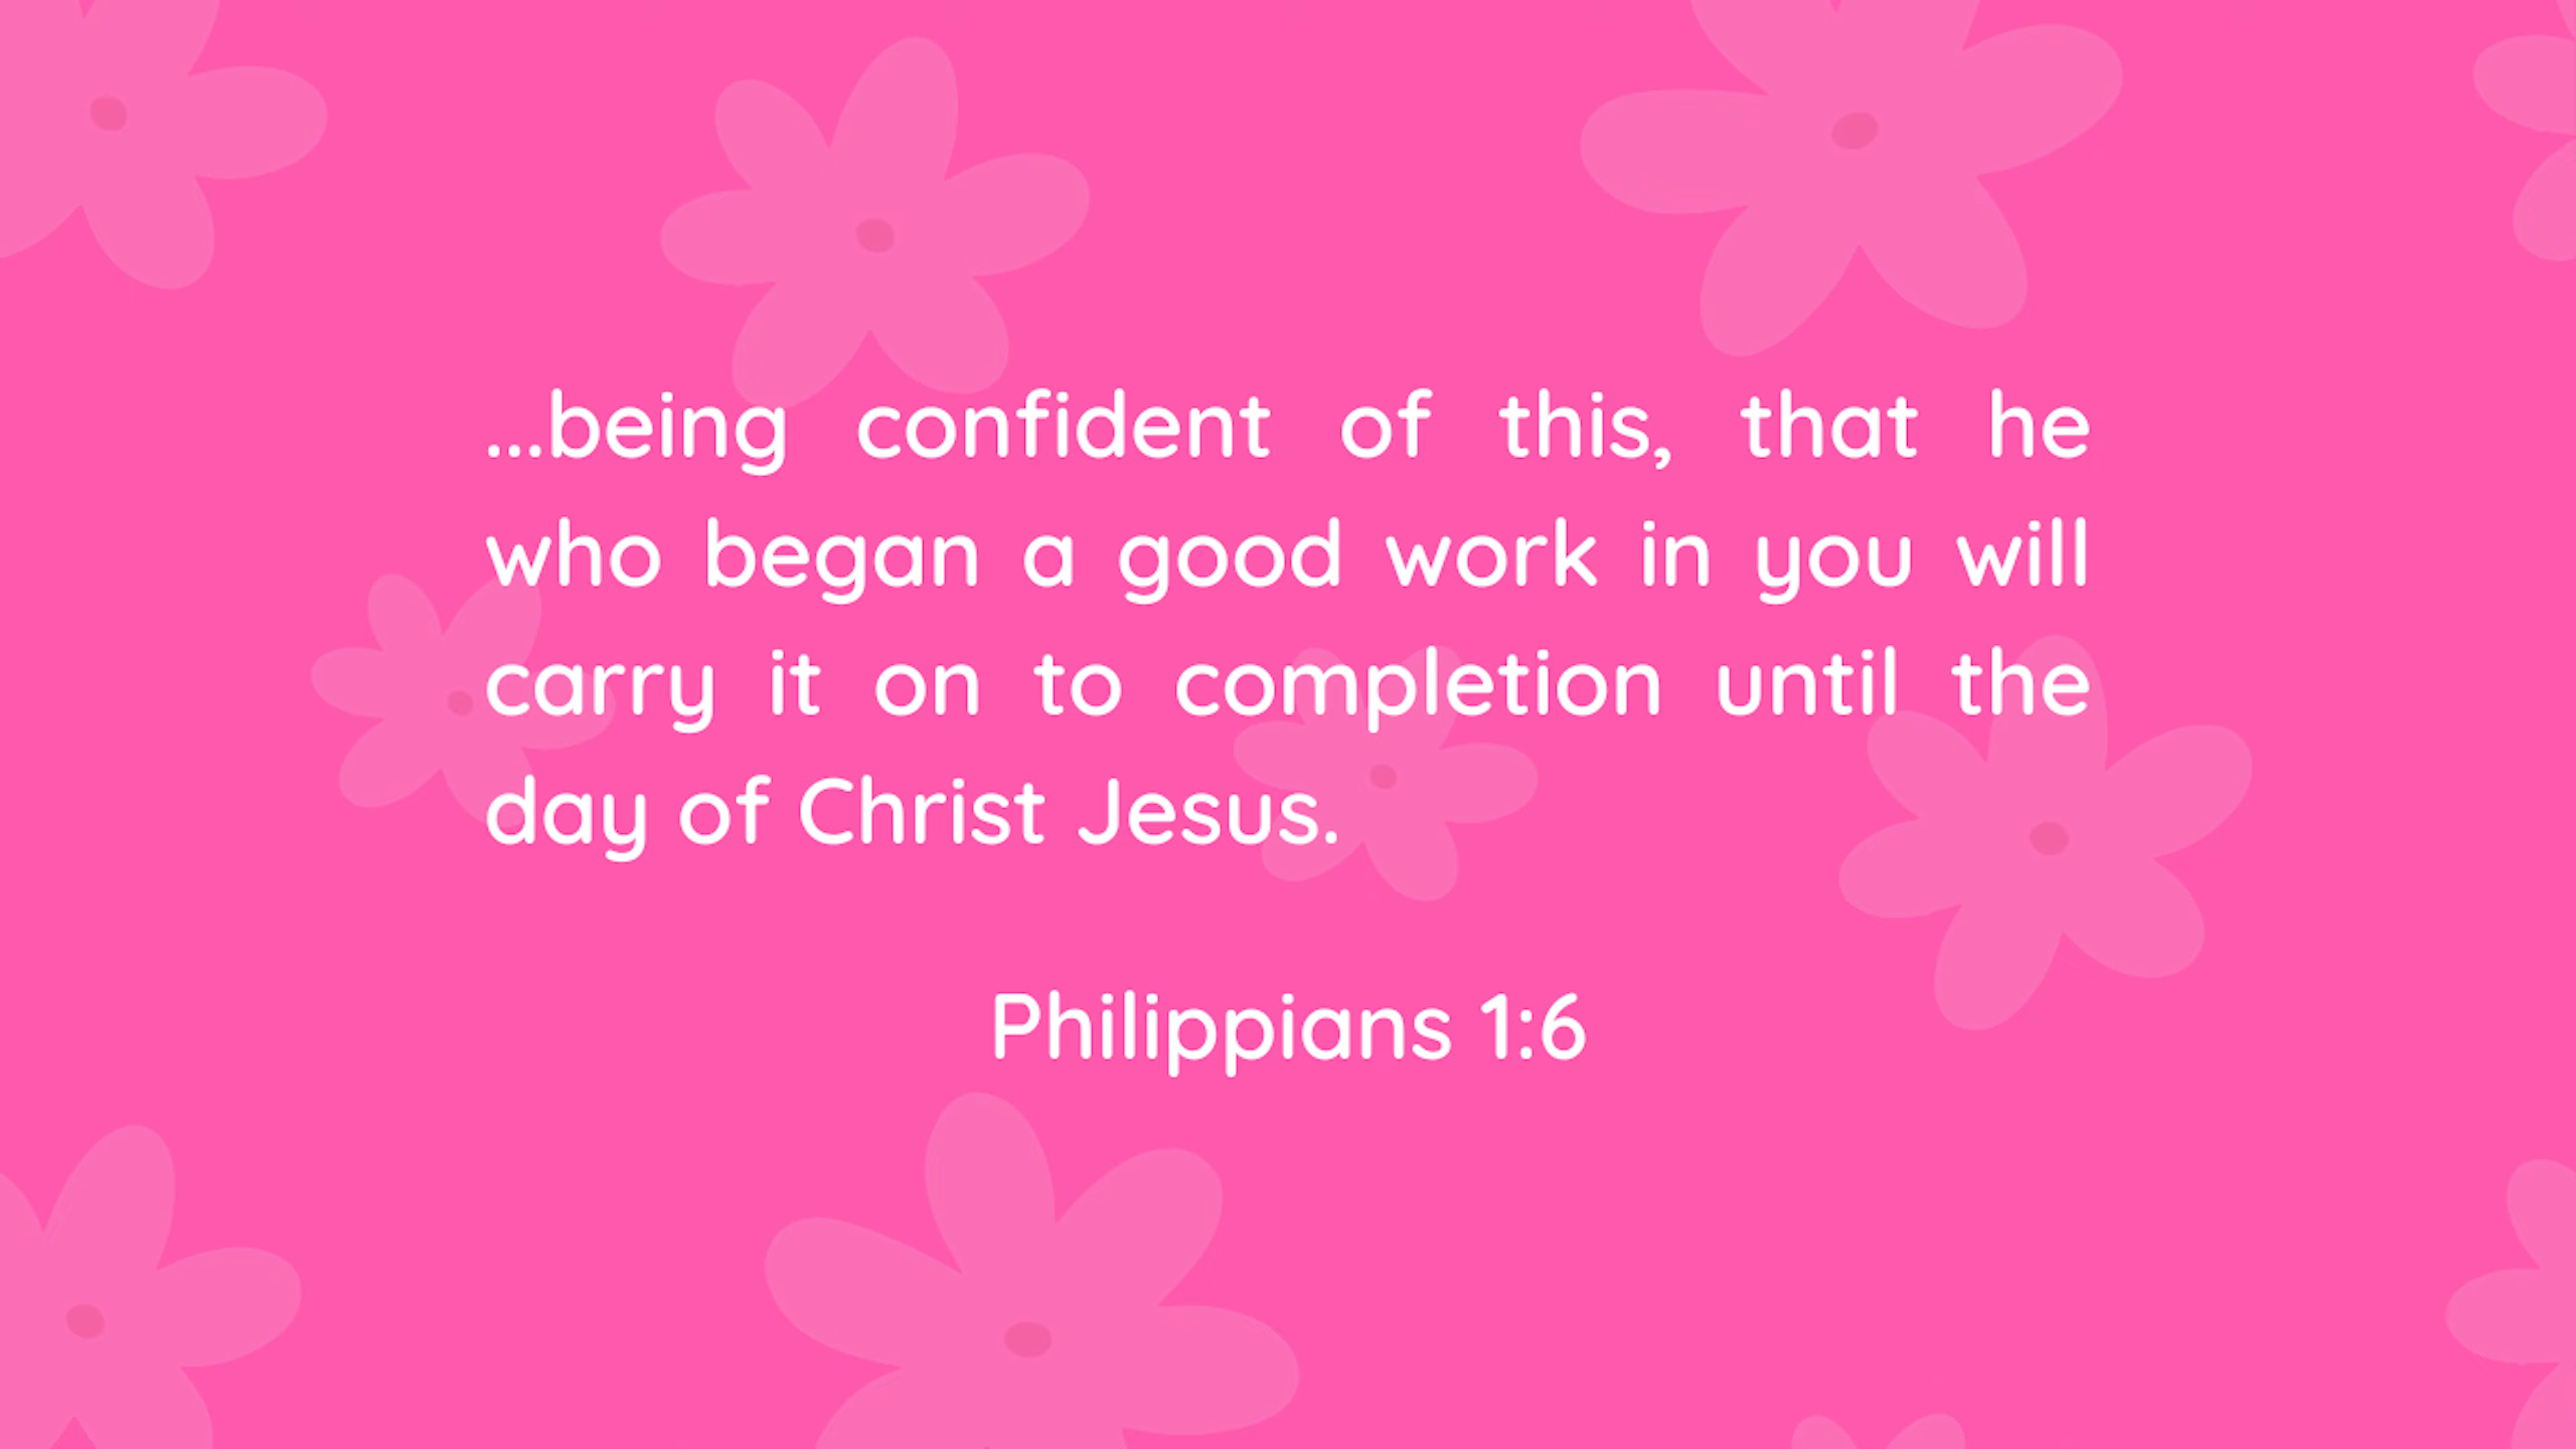 ...being confident of this, that he
who began a good work in you will
carry it on to completion until the
day of Christ Jesus.
Philippians 1:6